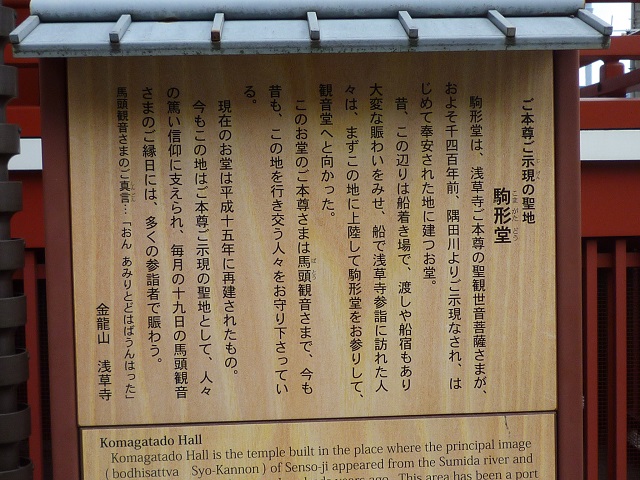 ご本尊ご示現の聖地
駒形堂
こま がた どう
駒形堂は、浅草寺ご本尊の聖観世音菩薩さまが、
およそ千四百年前、隅田川よりご示現なされ、は
じめて奉安された地に建つお堂。
昔、この辺りは船着き場で、渡しや船宿もあり
大変な賑わいをみせ、船で浅草寺参詣に訪れた人
々は、まずこの地に上陸して駒形堂をお参りして、
観音堂へと向かった。
このお堂のご本尊さまは馬頭観音さまで、今も
昔も、この地を行き交う人々をお守り下さってい
る。
現在のお堂は平成十五年に再建されたもの。
今もこの地はご本尊ご示現の聖地として、人々
の篤い信仰に支えられ、毎月の十九日の馬頭観音
さまのご縁日には、多くの参詣者で賑わう。
馬頭観音さまのご真言…「おん あみりとどはばうんはった」
金龍山 浅草寺
Komagatado Hall
Komagatado Hall is the temple built in the place where the principal image
( bodhisattva Syo-Kannon ) of Senso-ji appeared from the Sumida river and
years ago. This area has been a port